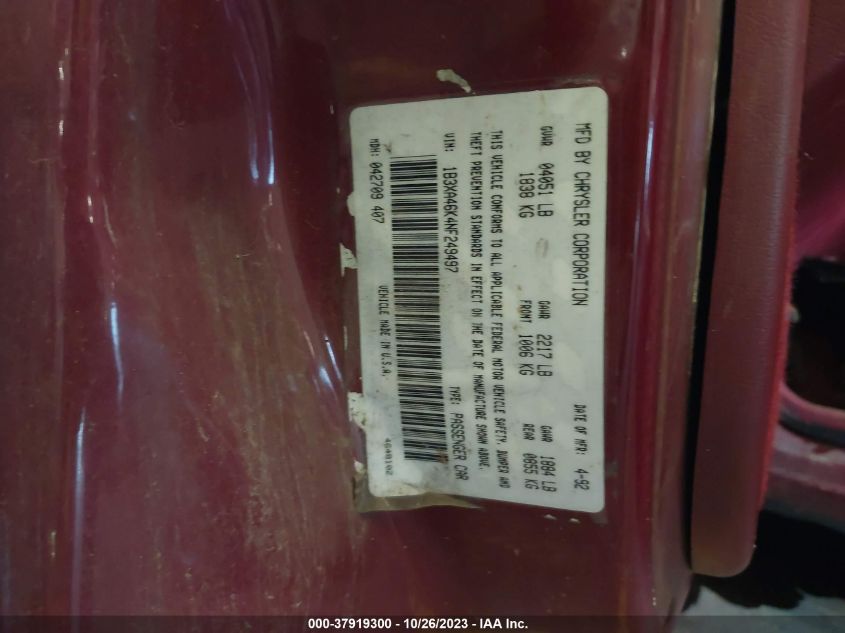 MFD BY CHRYSLER CORPORATION DATE OF MFR: 4-92
GVWR 04051 LB GAWR 2217 LB GAWR 1884 LB
1838 KG FRONT 1006 KG REAR 0855 KG
THIS VEHICLE CONFORMS TO ALL APPLICABLE FEDERAL MOTOR VEHICLE SAFETY, BUMPER AND
THEFT PREVENTION STANDARDS IN EFFECT ON THE DATE OF MANUFACTURE SHOWN ABOVE.
VIN: 1B3XA46K4NF249497 TYPE: PASSENGER CAR
MDH: 042709 407 VEHICLE MADE IN U.S.A.
000-37919300 - 10/26/2023 - IAA Inc.